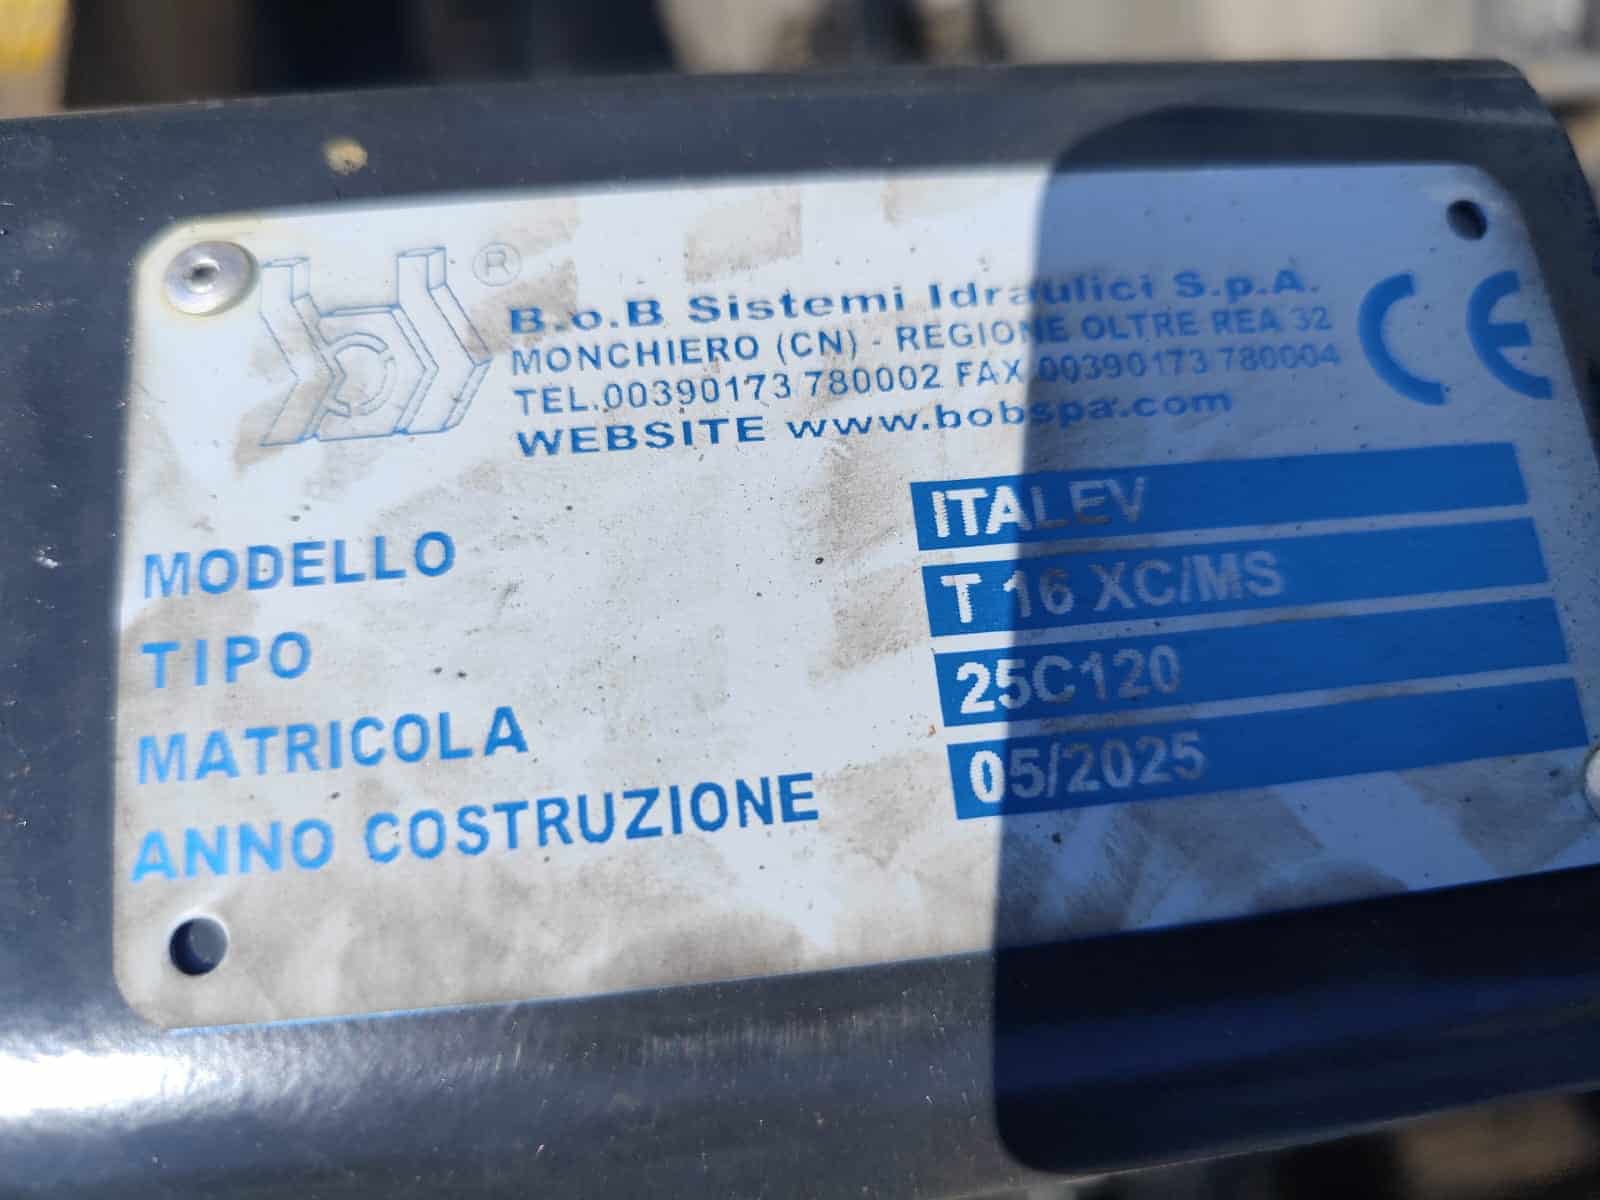 ®
B.o.B Sistemi Idraulici S.p.A.
MONCHIERO (CN) - REGIONE OLTRE REA 32
TEL.00390173 780002 FAX 00390173 780004
WEBSITE www.bobspa.com
CE
MODELLO ITALEV
TIPO T 16 XC/MS
MATRICOLA 25C120
ANNO COSTRUZIONE 05/2025